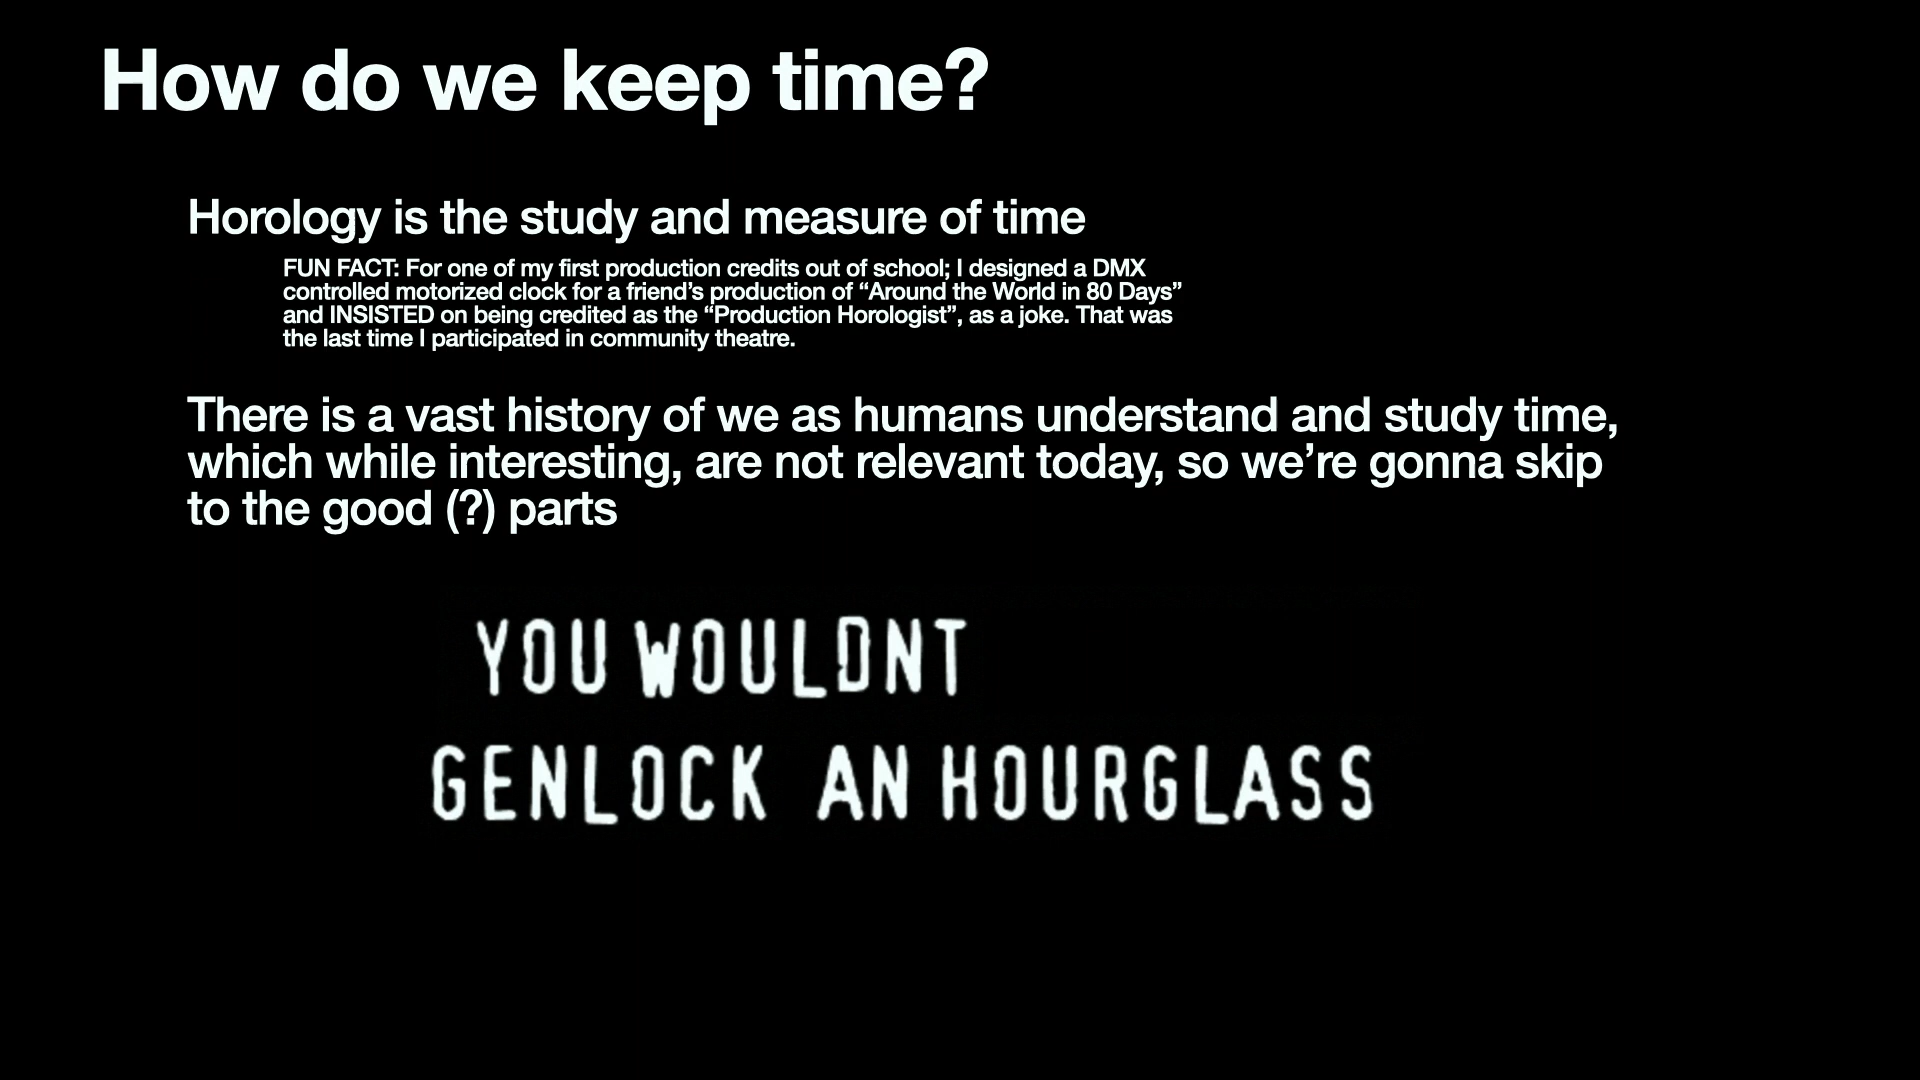 How do we keep time?
Horology is the study and measure of time
FUN FACT: For one of my first production credits out of school; I designed a DMX
controlled motorized clock for a friend’s production of “Around the World in 80 Days”
and INSISTED on being credited as the “Production Horologist”, as a joke. That was
the last time I participated in community theatre.
There is a vast history of we as humans understand and study time,
which while interesting, are not relevant today, so we’re gonna skip
to the good (?) parts
YOU WOULDNT
GENLOCK AN HOURGLASS